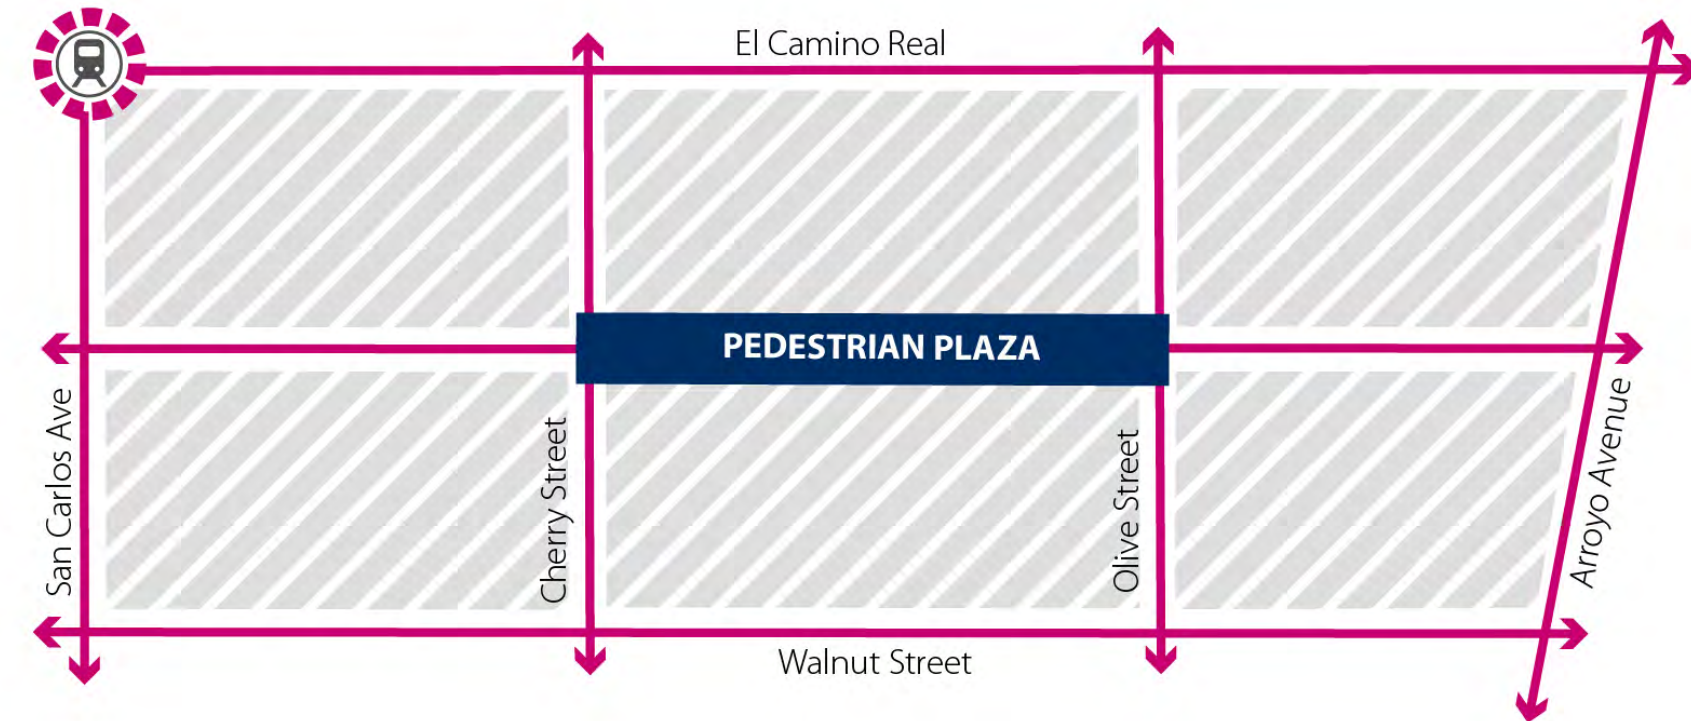 El Camino Real
PEDESTRIAN PLAZA
San Carlos Ave
Cherry Street
Olive Street
Arroyo Avenue
Walnut Street